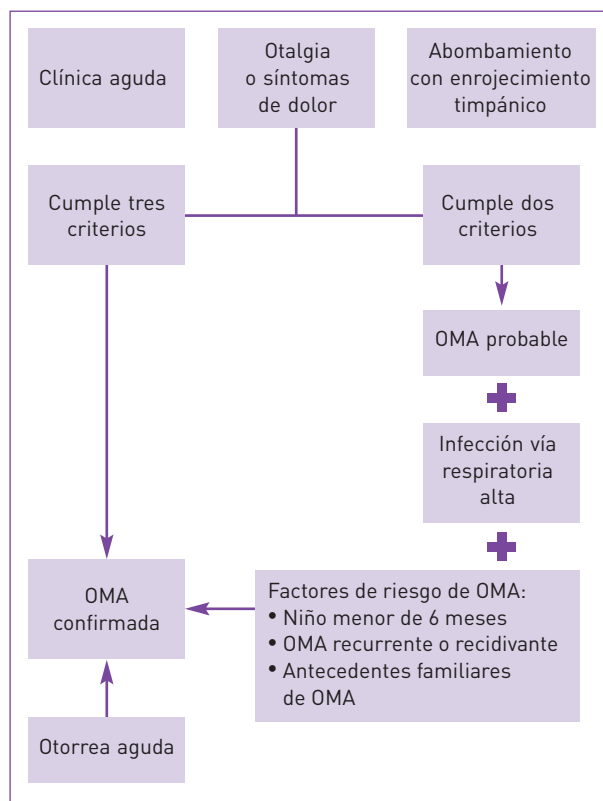 Clínica aguda
Otalgia
o síntomas
de dolor
Abombamiento
con enrojecimiento
timpánico
Cumple tres
criterios
Cumple dos
criterios
OMA probable
Infección vía
respiratoria
alta
OMA
confirmada
Factores de riesgo de OMA:
• Niño menor de 6 meses
• OMA recurrente o recidivante
• Antecedentes familiares
de OMA
Otorrea aguda